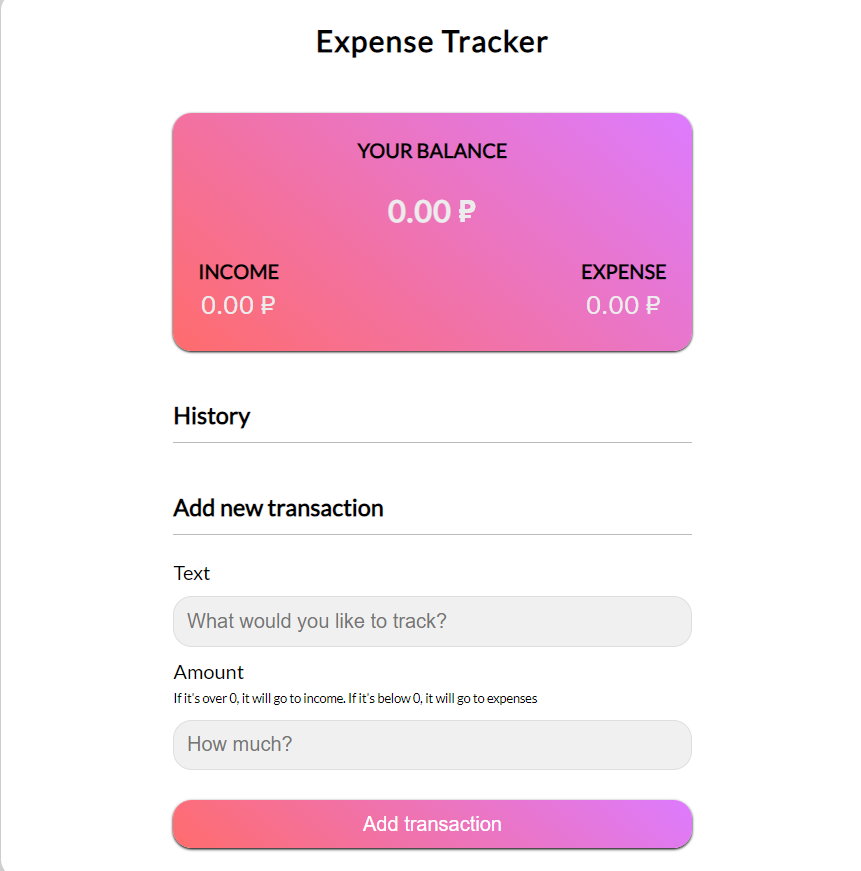 Expense Tracker
YOUR BALANCE
0.00 ₽
INCOME
EXPENSE
0.00 ₽
0.00 ₽
History
Add new transaction
Text
What would you like to track?
Amount
If it's over 0, it will go to income. If it's below 0, it will go to expenses
How much?
Add transaction